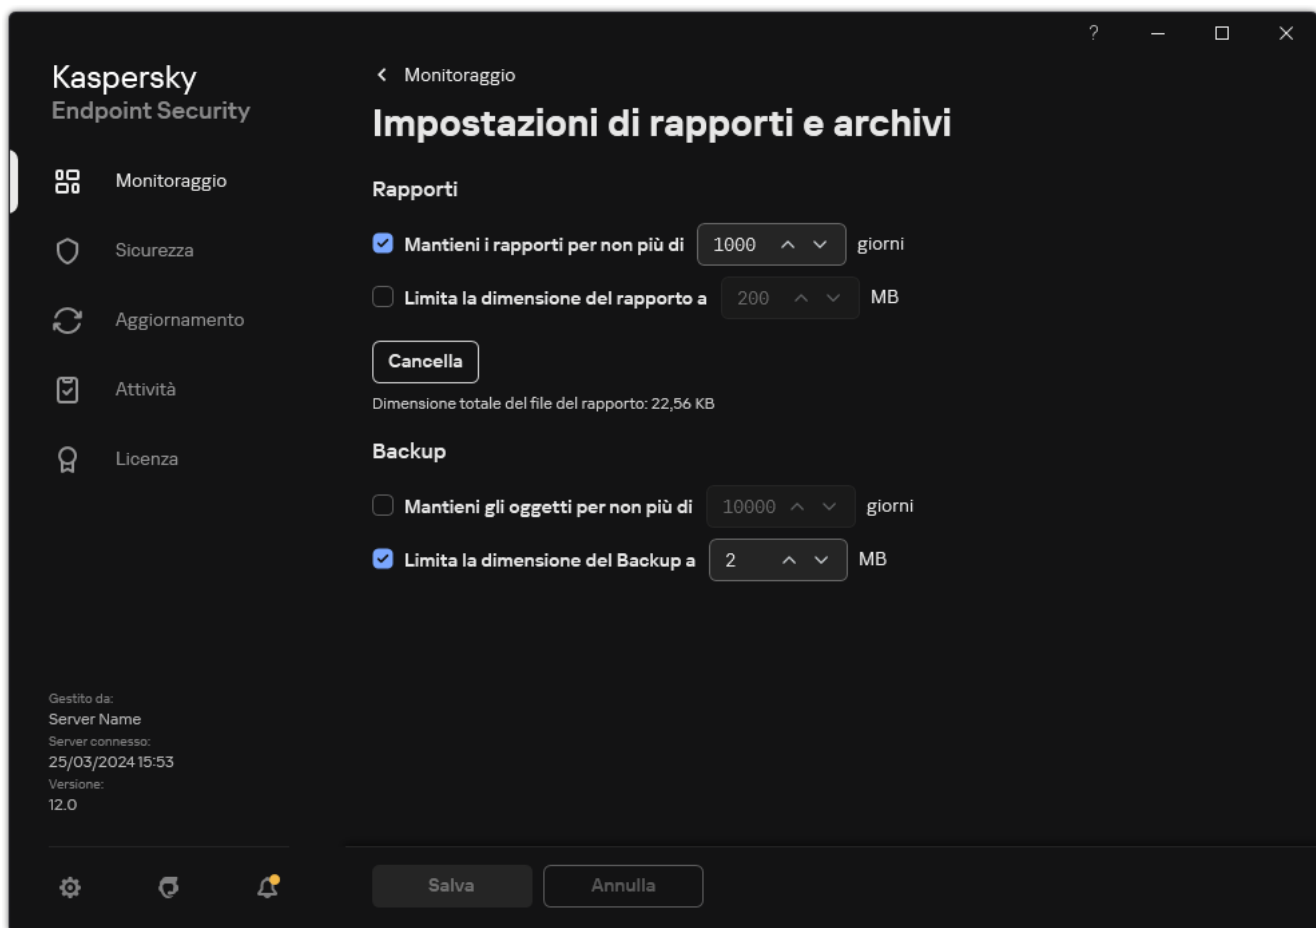 ?
Kaspersky
Endpoint Security
Monitoraggio
Sicurezza
Aggiornamento
Attività
Licenza
Gestito da:
Server Name
Server connesso:
25/03/2024 15:53
Versione:
12.0
Monitoraggio
Impostazioni di rapporti e archivi
Rapporti
Mantieni i rapporti per non più di 1000 giorni
Limita la dimensione del rapporto a 200 MB
Cancella
Dimensione totale del file del rapporto: 22,56 KB
Backup
Mantieni gli oggetti per non più di 10000 giorni
Limita la dimensione del Backup a 2 MB
Salva Annulla